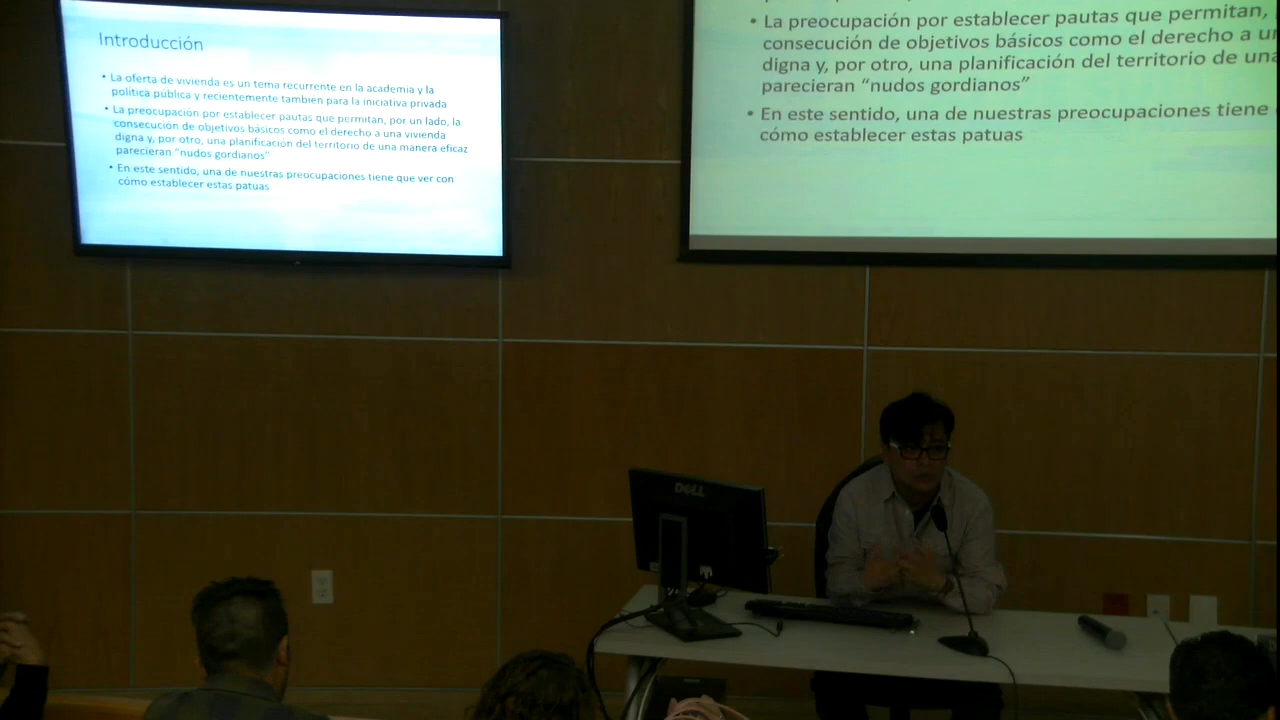 Introducción
• La oferta de vivienda es un tema recurrente en la academia y la
política pública y recientemente tambien para la iniciativa privada
• La preocupación por establecer pautas que permitan, por un lado, la
consecución de objetivos básicos como el derecho a una vivienda
digna y, por otro, una planificación del territorio de una manera eficaz
parecieran "nudos gordianos"
• En este sentido, una de nuestras preocupaciones tiene que ver con
cómo establecer estas patuas
• La preocupación por establecer pautas que permitan,
consecución de objetivos básicos como el derecho a
digna y, por otro, una planificación del territorio de una
parecieran "nudos gordianos"
• En este sentido, una de nuestras preocupaciones tiene
cómo establecer estas patuas
DELL